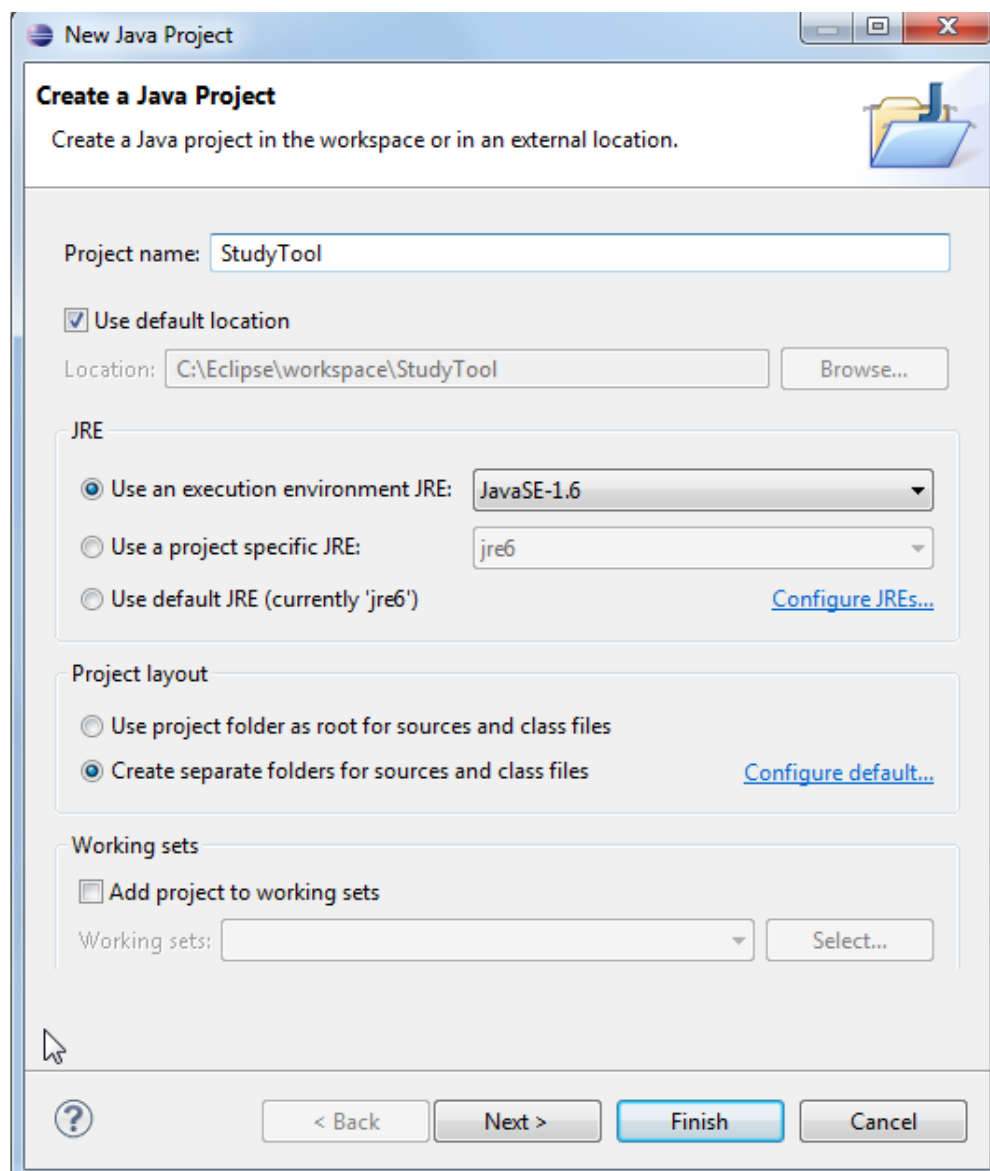 New Java Project
Create a Java Project
Create a Java project in the workspace or in an external location.
Project name: StudyTool
Use default location
Location: C:\Eclipse\workspace\StudyTool Browse...
JRE
Use an execution environment JRE: JavaSE-1.6
Use a project specific JRE: jre6
Use default JRE (currently 'jre6') Configure JREs...
Project layout
Use project folder as root for sources and class files
Create separate folders for sources and class files Configure default...
Working sets
Add project to working sets
Working sets: Select...
? < Back Next > Finish Cancel